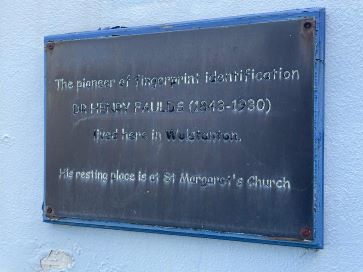 The pioneer of fingerprint identification
DR HENRY FAULDS (1843-1930)
lived here in Wolstanton.
His resting place is at St Margaret's Church